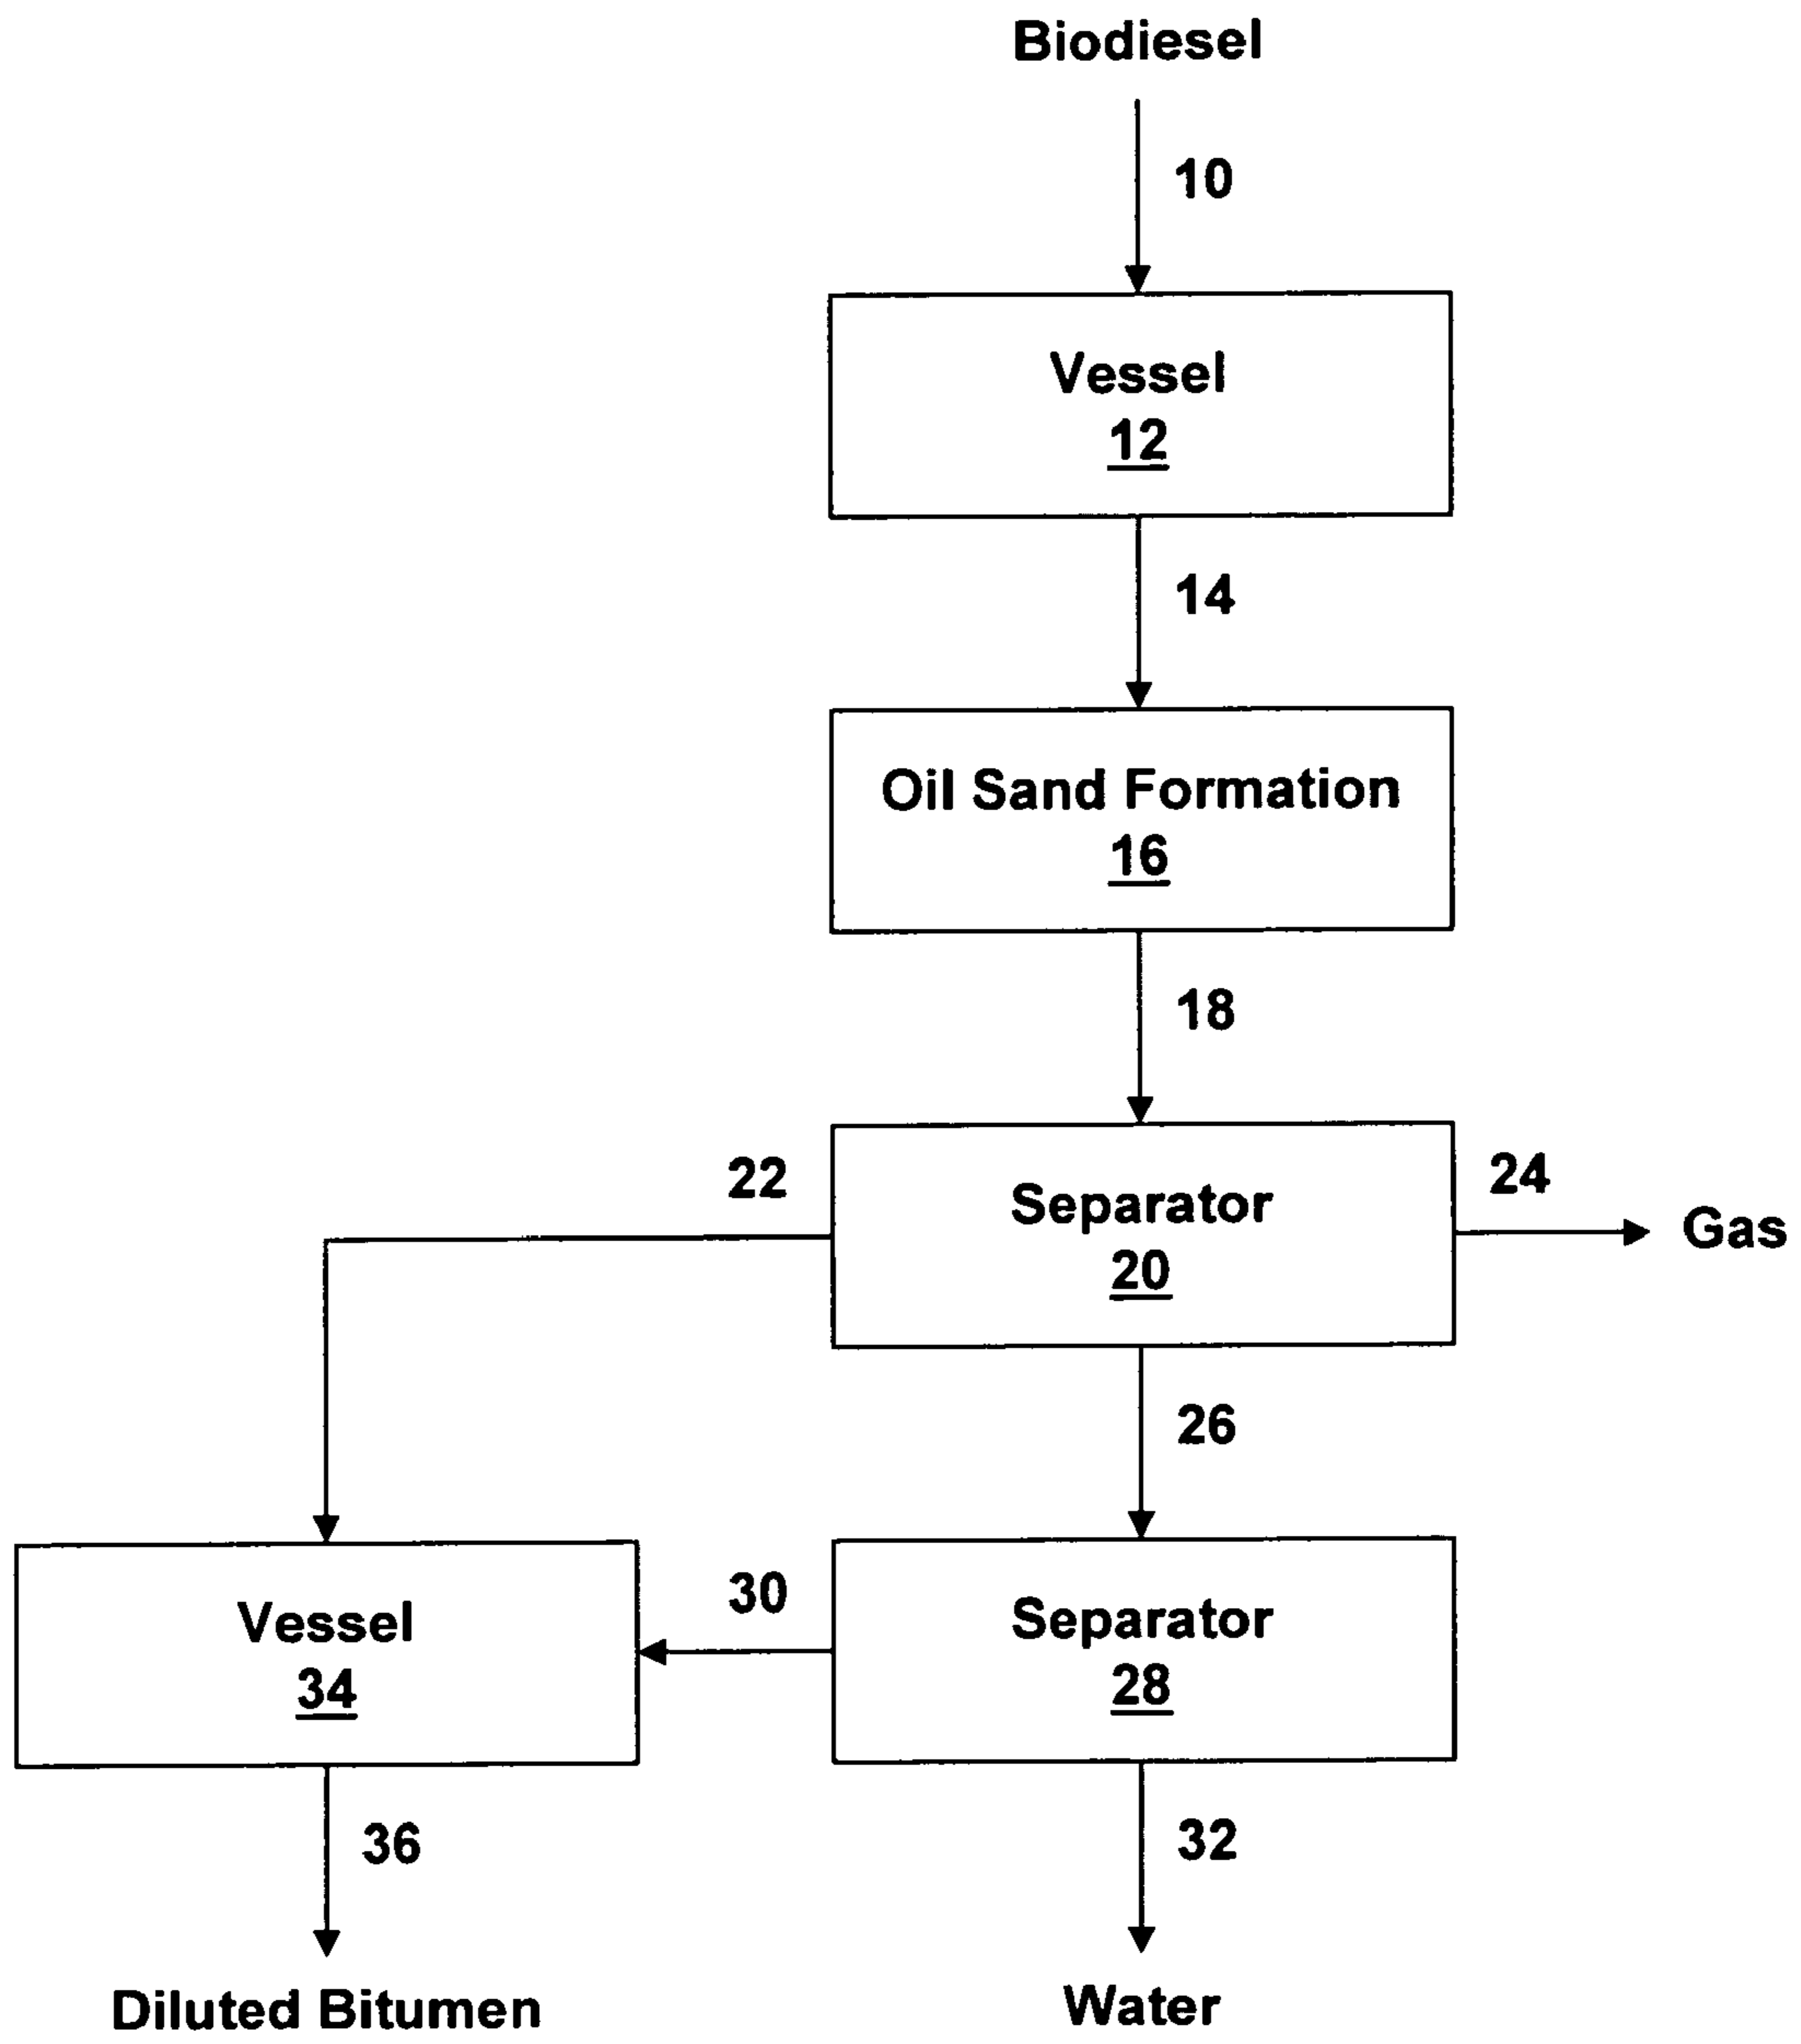 Biodiesel
10
Vessel
12
14
Oil Sand Formation
16
18
22
24
Separator
20
Gas
26
30
Vessel
34
Separator
28
36
32
Diluted Bitumen
Water